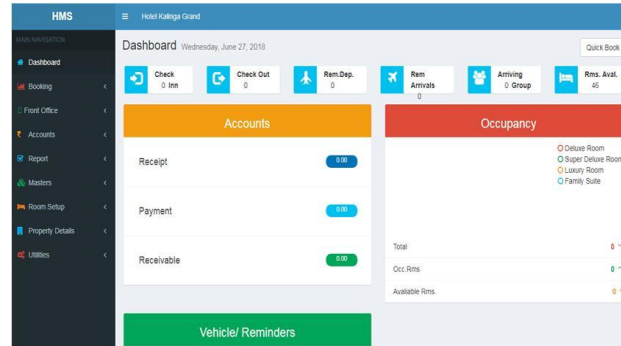 HMS
Hotel Kalinga Grand
MAIN NAVIGATION
Dashboard
Booking
Front Office
Accounts
Report
Masters
Room Setup
Property Details
Utilities
Dashboard Wednesday, June 27, 2018
Quick Book
Check Inn
0
Check Out
0
Rem.Dep.
0
Rem Arrivals
0
Arriving Group
0
Rms. Aval.
46
Accounts
Receipt 0.00
Payment 0.00
Receivable 0.00
Occupancy
Deluxe Room
Super Deluxe Room
Luxury Room
Family Suite
Total 0
Occ.Rms 0
Avaliable Rms. 0
Vehicle/ Reminders